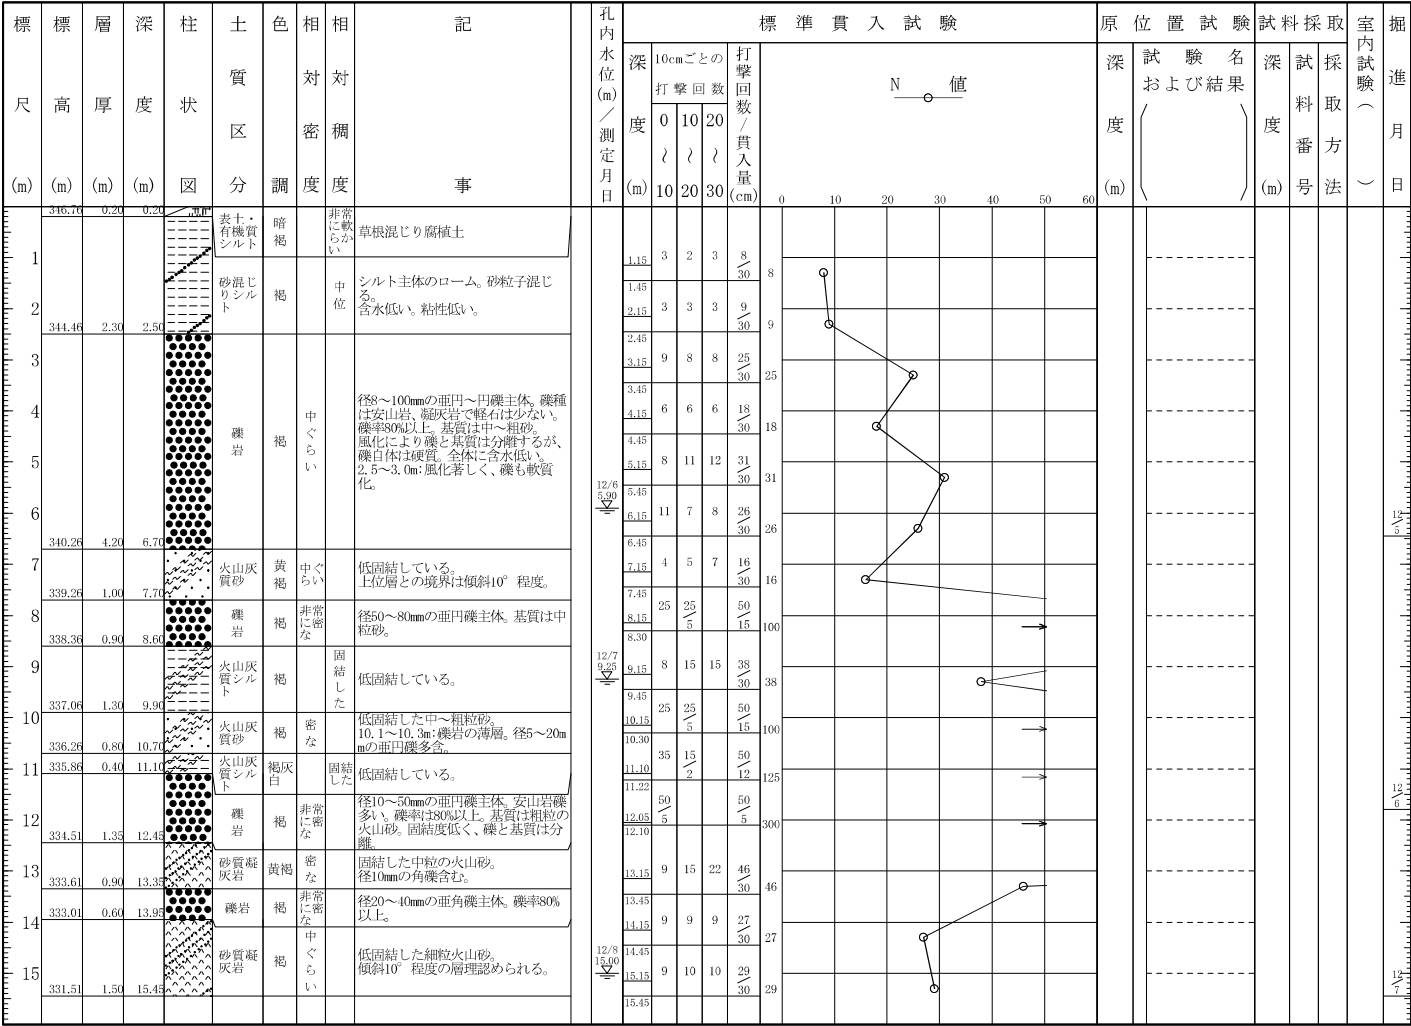 標尺(m)
標高(m)
層厚(m)
深度(m)
柱状図
土質区分
色調
相対密度
相対稠度
記事
孔内水位(m)／測定月日
標準貫入試験
深度(m)
10cmごとの
打撃回数
0 10 20
～ ～ ～
10 20 30
打撃回数/貫入量(cm)
N 値
0 10 20 30 40 50 60
原位置試験
深度(m)
試験名
および結果
試料採取
深度(m)
試料番号
採取方法
室内試験( )
掘進月日
346.76 0.20 0.20
表土・
有機質
シルト
暗褐
非常
に軟
らか
い
草根混じり腐植土
砂混じ
りシル
ト
褐
中位
シルト主体のローム。砂粒子混じ
る。
含水低い。粘性低い。
344.46 2.30 2.50
礫岩
褐
中ぐらい
径8～100mmの亜円～円礫主体。礫種
は安山岩、凝灰岩で軽石は少ない。
礫率80%以上。基質は中～粗砂。
風化により礫と基質は分離するが、
礫自体は硬質。全体に含水低い。
2.5～3.0m:風化著しく、礫も軟質
化。
340.26 4.20 6.70
火山灰
質砂
黄褐
中ぐ
らい
低固結している。
上位層との境界は傾斜10°程度。
339.26 1.00 7.70
礫岩
褐
非常
に密
な
径50～80mmの亜円礫主体。基質は中
粒砂。
338.36 0.90 8.60
火山灰
質シル
ト
褐
固結した
低固結している。
337.06 1.30 9.90
火山灰
質砂
褐
密な
低固結した中～粗粒砂。
10.1～10.3m:礫岩の薄層。径5～20m
mの亜円礫多含。
336.26 0.80 10.70
火山灰
質シル
ト
褐灰
白
固結
した
低固結している。
335.86 0.40 11.10
礫岩
褐
非常
に密
な
径10～50mmの亜円礫主体。安山岩礫
多い。礫率は80%以上。基質は粗粒の
火山砂。固結度低く、礫と基質は分
離。
334.51 1.35 12.45
砂質凝
灰岩
黄褐
密な
固結した中粒の火山砂。
径10mmの角礫含む。
333.61 0.90 13.35
礫岩
褐
非常
に密
な
径20～40mmの亜角礫主体。礫率80%
以上。
333.01 0.60 13.95
砂質凝
灰岩
褐
中ぐらい
低固結した細粒火山砂。
傾斜10°程度の層理認められる。
331.51 1.50 15.45
1
2
3
4
5
6
7
8
9
10
11
12
13
14
15
12/6
5.90
12/7
9.25
12/8
15.00
1.15 3 2 3 8/30 8
1.45
2.15 3 3 3 9/30 9
2.45
3.15 9 8 8 25/30 25
3.45
4.15 6 6 6 18/30 18
4.45
5.15 8 11 12 31/30 31
5.45
6.15 11 7 8 26/30 26
6.45
7.15 4 5 7 16/30 16
7.45
8.15 25 25/5 50/15 100
8.30
9.15 8 15 15 38/30 38
9.45
10.15 25 25/5 50/15 100
10.30
11.10 35 15/2 50/12 125
11.22
12.05 50/5 50/5 300
12.10
13.15 9 15 22 46/30 46
13.45
14.15 9 9 9 27/30 27
14.45
15.15 9 10 10 29/30 29
15.45
12/5
12/6
12/7